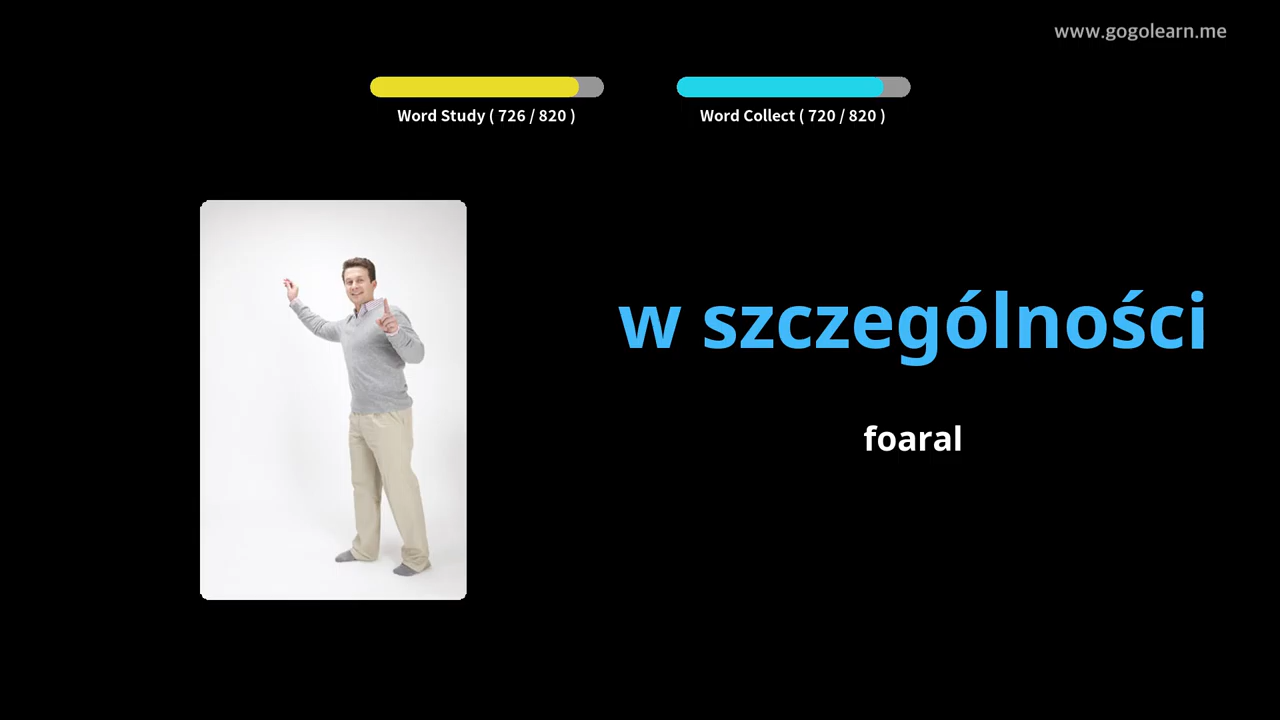 www.gogolearn.me
Word Study ( 726 / 820 )
Word Collect ( 720 / 820 )
w szczególności
foaral